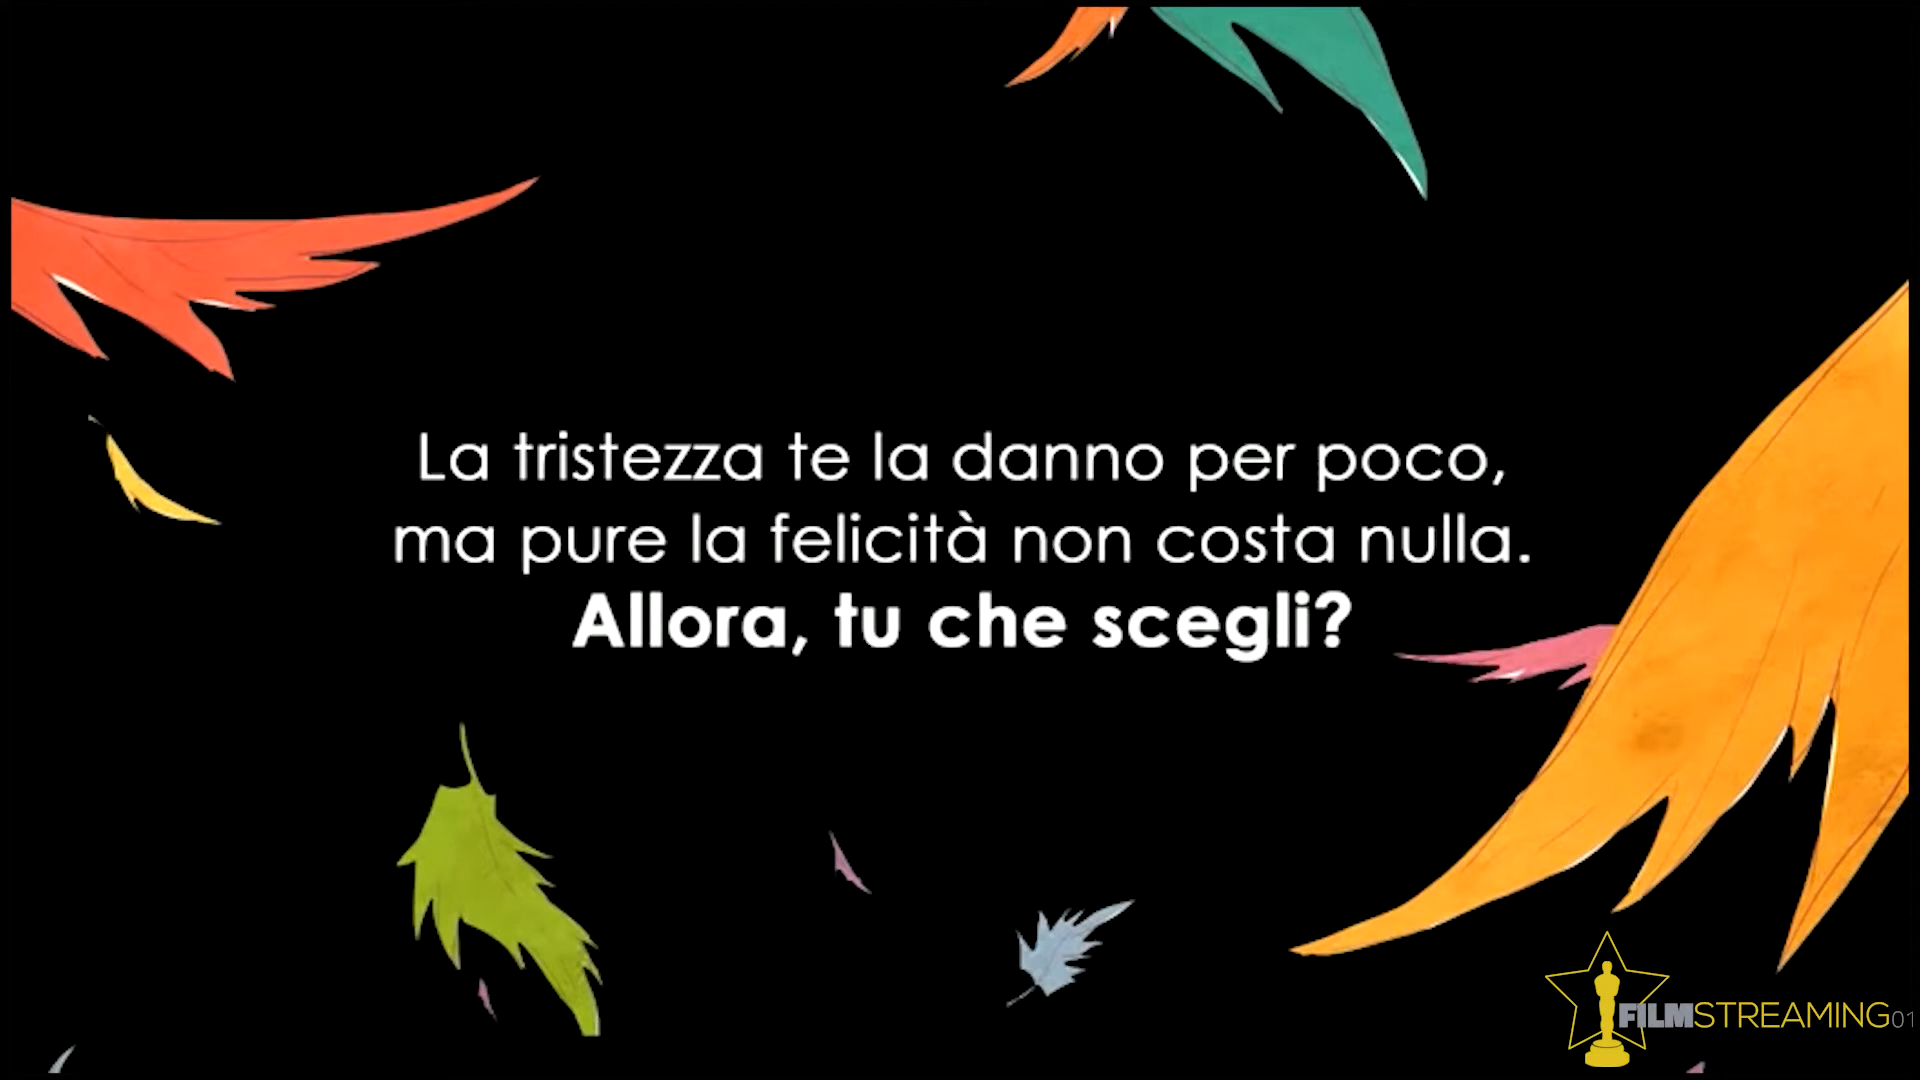 La tristezza te la danno per poco,
ma pure la felicità non costa nulla.
Allora, tu che scegli?
FILMSTREAMING01